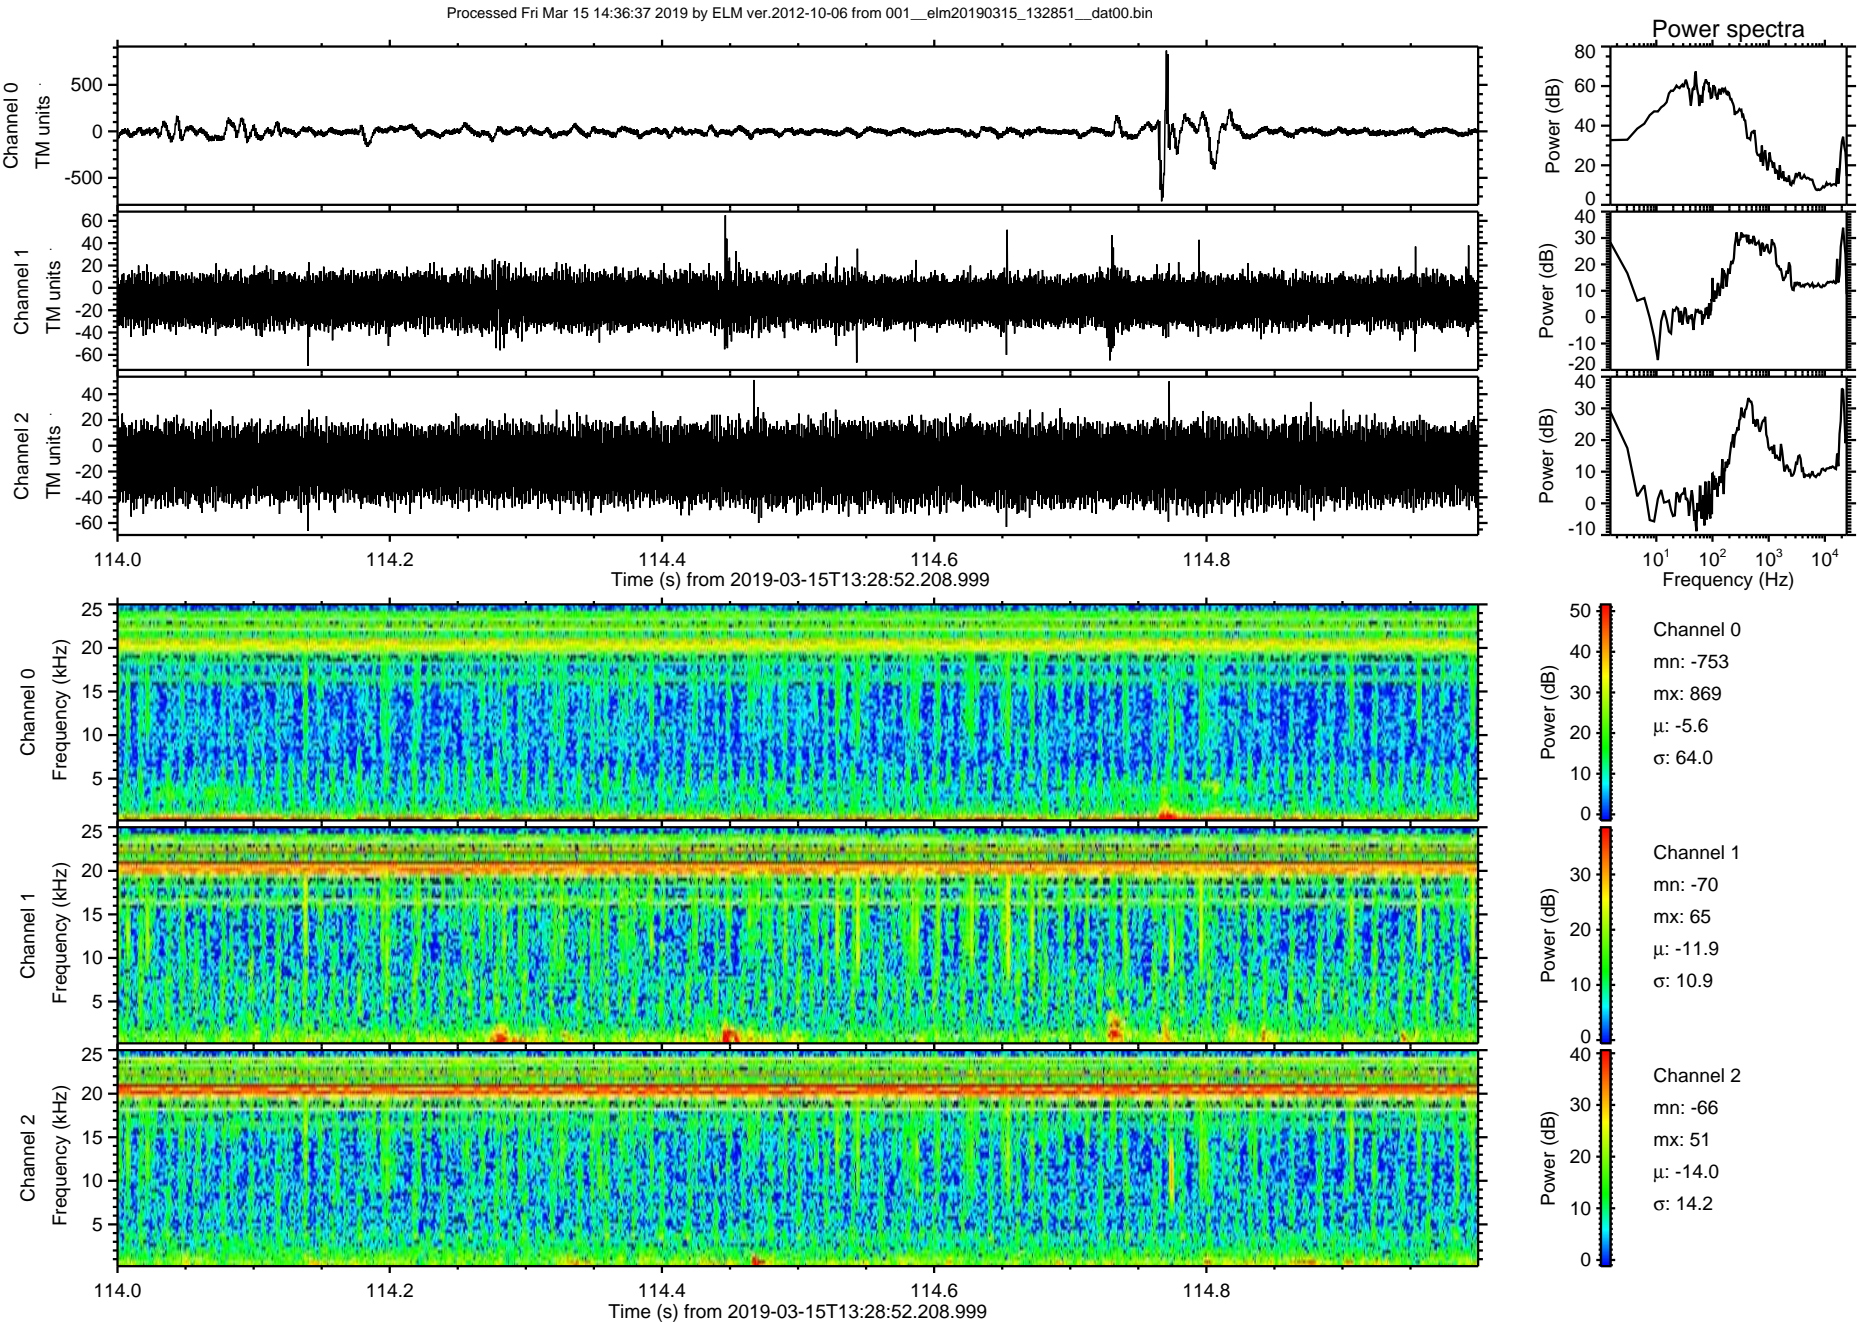 Processed Fri Mar 15 14:36:37 2019 by ELM ver.2012-10-06 from 001__elm20190315_132851__dat00.bin
Power spectra
Channel 0
TM units
500
0
-500
Power (dB)
80
60
40
20
0
Channel 1
TM units
60
40
20
0
-20
-40
-60
Power (dB)
40
30
20
10
0
-10
-20
Channel 2
TM units
40
20
0
-20
-40
-60
Power (dB)
40
30
20
10
0
-10
114.0 114.2 114.4 114.6 114.8
Time (s) from 2019-03-15T13:28:52.208.999
10^1 10^2 10^3 10^4
Frequency (Hz)
Channel 0
Frequency (kHz)
25
20
15
10
5
Power (dB)
50
40
30
20
10
0
Channel 0
mn: -753
mx: 869
μ: -5.6
σ: 64.0
Channel 1
Frequency (kHz)
25
20
15
10
5
Power (dB)
30
20
10
0
Channel 1
mn: -70
mx: 65
μ: -11.9
σ: 10.9
Channel 2
Frequency (kHz)
25
20
15
10
5
Power (dB)
40
30
20
10
0
Channel 2
mn: -66
mx: 51
μ: -14.0
σ: 14.2
114.0 114.2 114.4 114.6 114.8
Time (s) from 2019-03-15T13:28:52.208.999